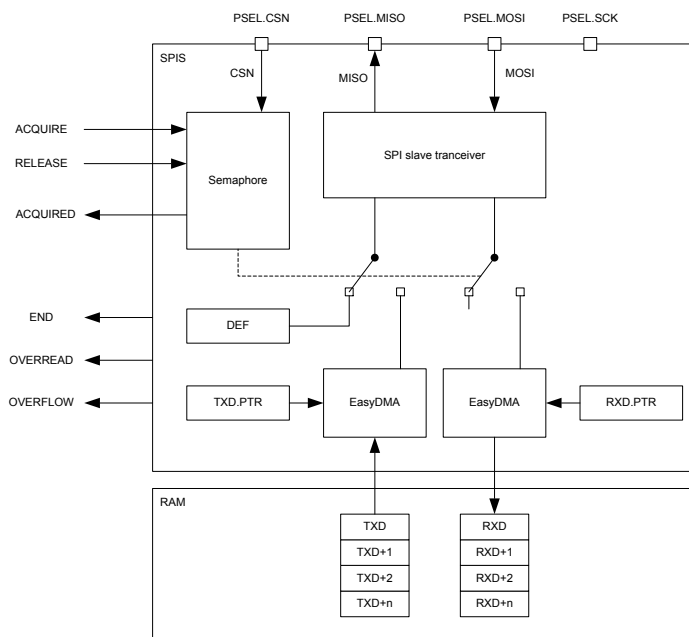 PSEL.CSN PSEL.MISO PSEL.MOSI PSEL.SCK
SPIS
CSN MISO MOSI
ACQUIRE
RELEASE
ACQUIRED
Semaphore
SPI slave tranceiver
END
OVERREAD
OVERFLOW
DEF
TXD.PTR EasyDMA EasyDMA RXD.PTR
RAM
TXD RXD
TXD+1 RXD+1
TXD+2 RXD+2
TXD+n RXD+n